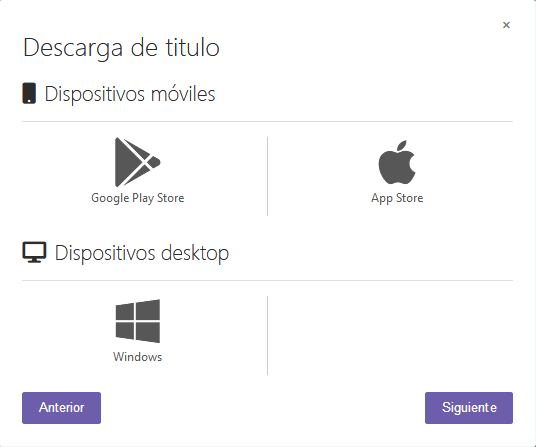 ×
Descarga de titulo
Dispositivos móviles
Google Play Store
App Store
Dispositivos desktop
Windows
Anterior
Siguiente